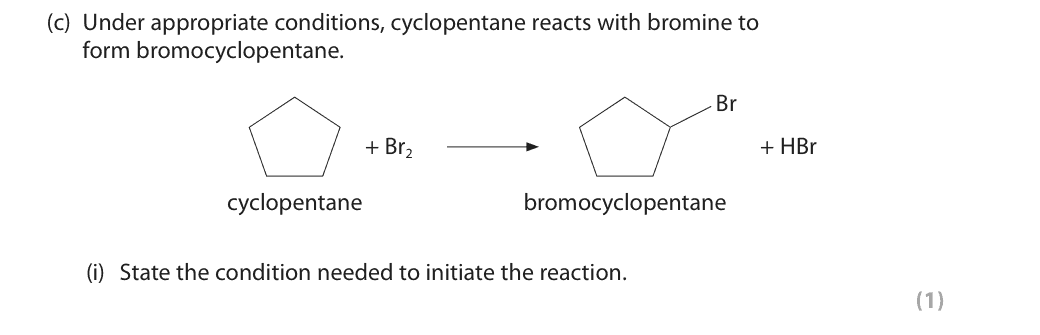 (c) Under appropriate conditions, cyclopentane reacts with bromine to
form bromocyclopentane.
Br
+ Br₂
+ HBr
cyclopentane
bromocyclopentane
(i) State the condition needed to initiate the reaction.
(1)